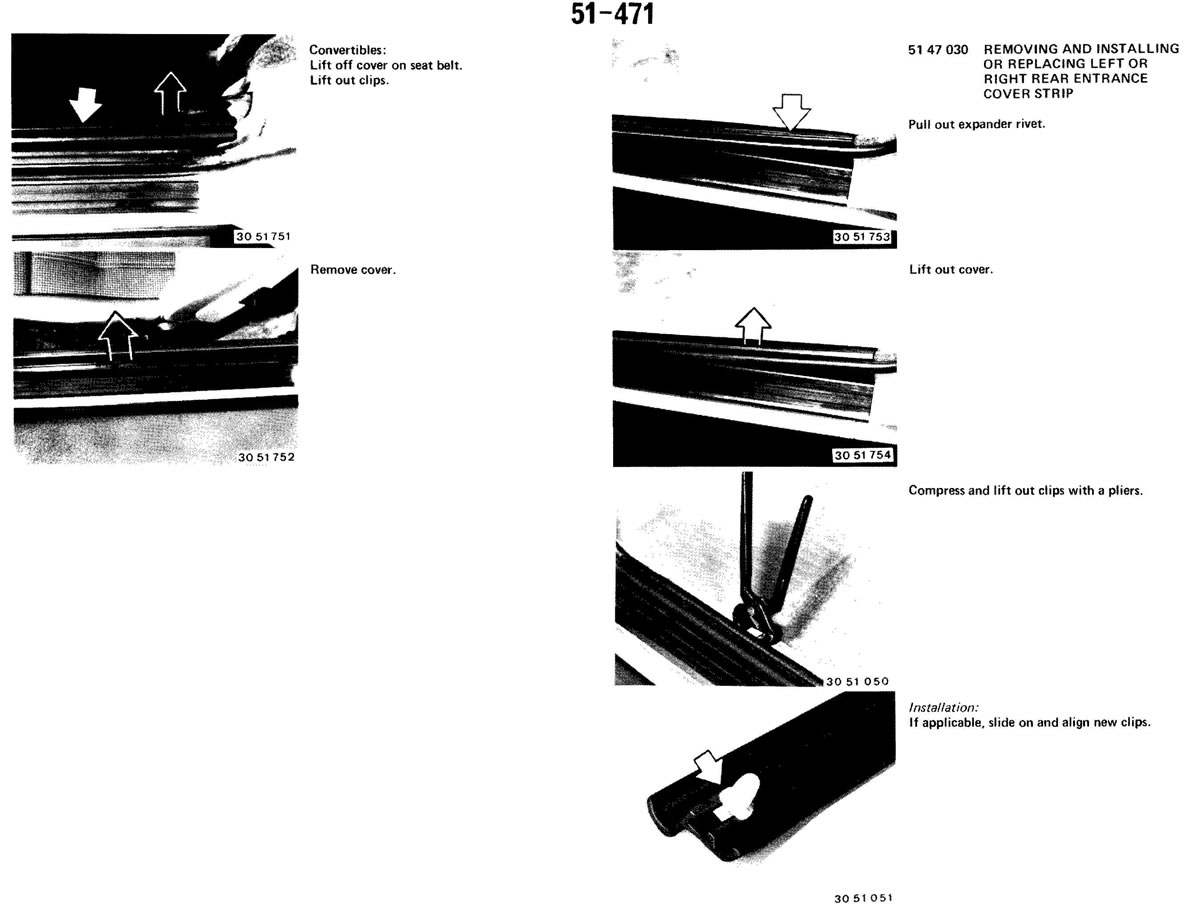 51-471
Convertibles:
Lift off cover on seat belt.
Lift out clips.
30 51 751
Remove cover.
30 51 752
51 47 030 REMOVING AND INSTALLING
OR REPLACING LEFT OR
RIGHT REAR ENTRANCE
COVER STRIP
Pull out expander rivet.
30 51 753
Lift out cover.
30 51 754
Compress and lift out clips with a pliers.
30 51 050
Installation:
If applicable, slide on and align new clips.
30 51 051